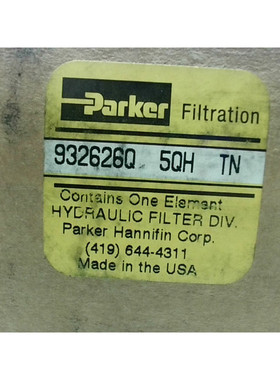 Parker Filtration
932626Q 5QH TN
Contains One Element
HYDRAULIC FILTER DIV.
Parker Hannifin Corp.
(419) 644-4311
Made in the USA